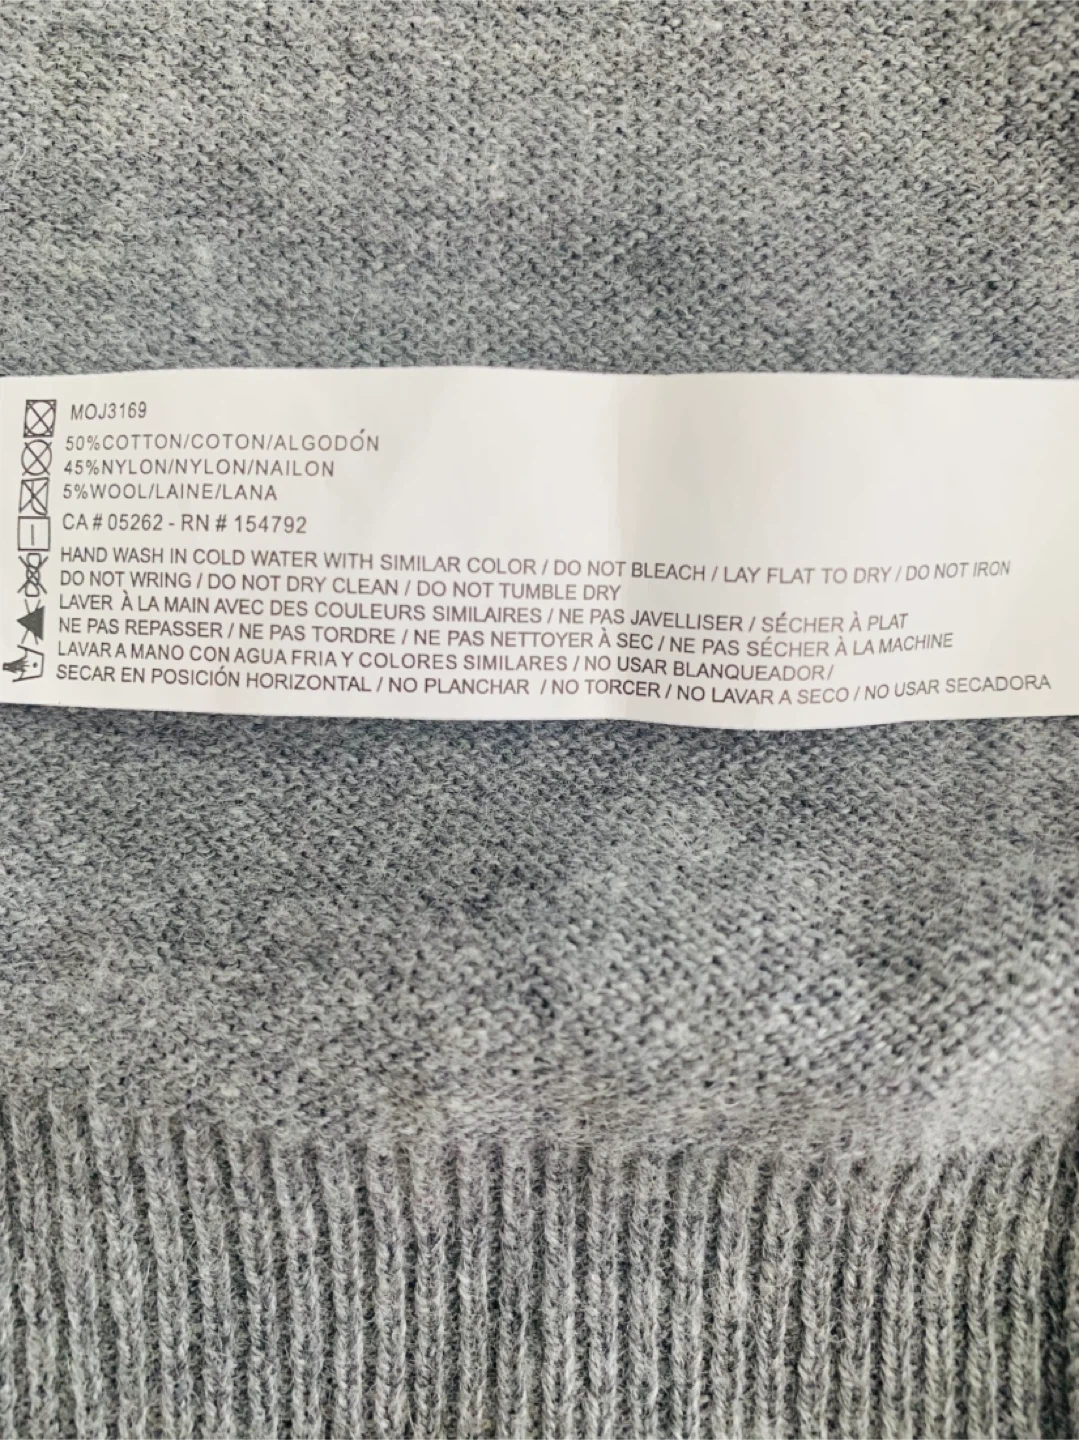 MOJ3169
50%COTTON/COTON/ALGODÓN
45%NYLON/NYLON/NAILON
5%WOOL/LAINE/LANA
CA # 05262 - RN # 154792
HAND WASH IN COLD WATER WITH SIMILAR COLOR / DO NOT BLEACH / LAY FLAT TO DRY / DO NOT IRON
DO NOT WRING / DO NOT DRY CLEAN / DO NOT TUMBLE DRY
LAVER À LA MAIN AVEC DES COULEURS SIMILAIRES / NE PAS JAVELLISER / SÉCHER À PLAT
NE PAS REPASSER / NE PAS TORDRE / NE PAS NETTOYER À SEC / NE PAS SÉCHER À LA MACHINE
LAVAR A MANO CON AGUA FRIA Y COLORES SIMILARES / NO USAR BLANQUEADOR/
SECAR EN POSICIÓN HORIZONTAL / NO PLANCHAR / NO TORCER / NO LAVAR A SECO / NO USAR SECADORA